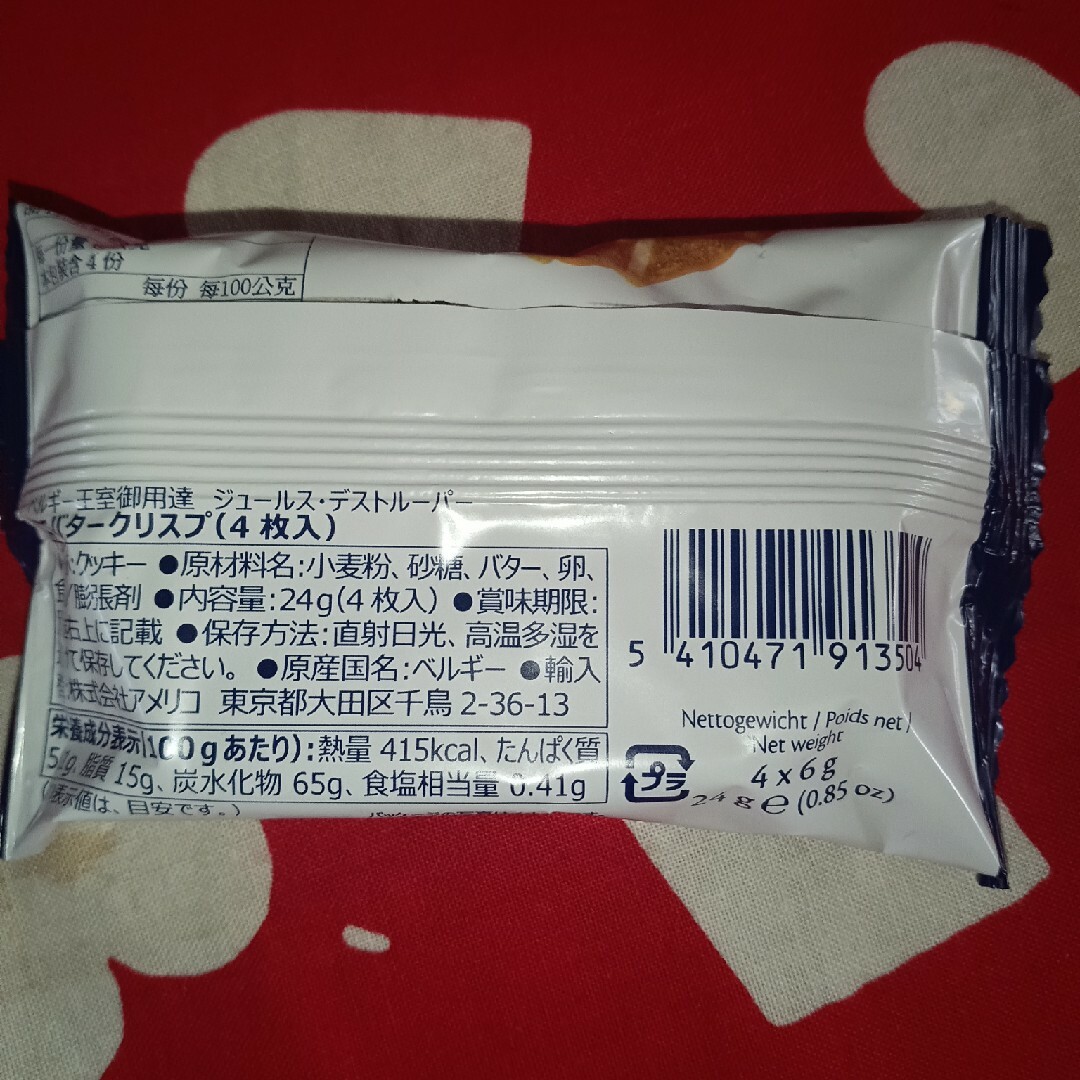 本包裝含4份
每份 每100公克
ベルギー王室御用達 ジュールス・デストルーパー
バタークリスプ(4枚入)
クッキー ●原材料名:小麦粉、砂糖、バター、卵、
膨張剤 ●内容量:24g(4枚入) ●賞味期限:
右上に記載 ●保存方法:直射日光、高温多湿を
て保存してください。 ●原産国名:ベルギー ●輸入
株式会社アメリコ 東京都大田区千鳥2-36-13
栄養成分表示(100gあたり):熱量 415kcal、たんぱく質
脂質 15g、炭水化物 65g、食塩相当量 0.41g
表示値は、目安です。)
5 410471 913504
Nettogewicht / Poids net /
Net weight
4 x 6 g
24 g e (0.85 oz)
プラ